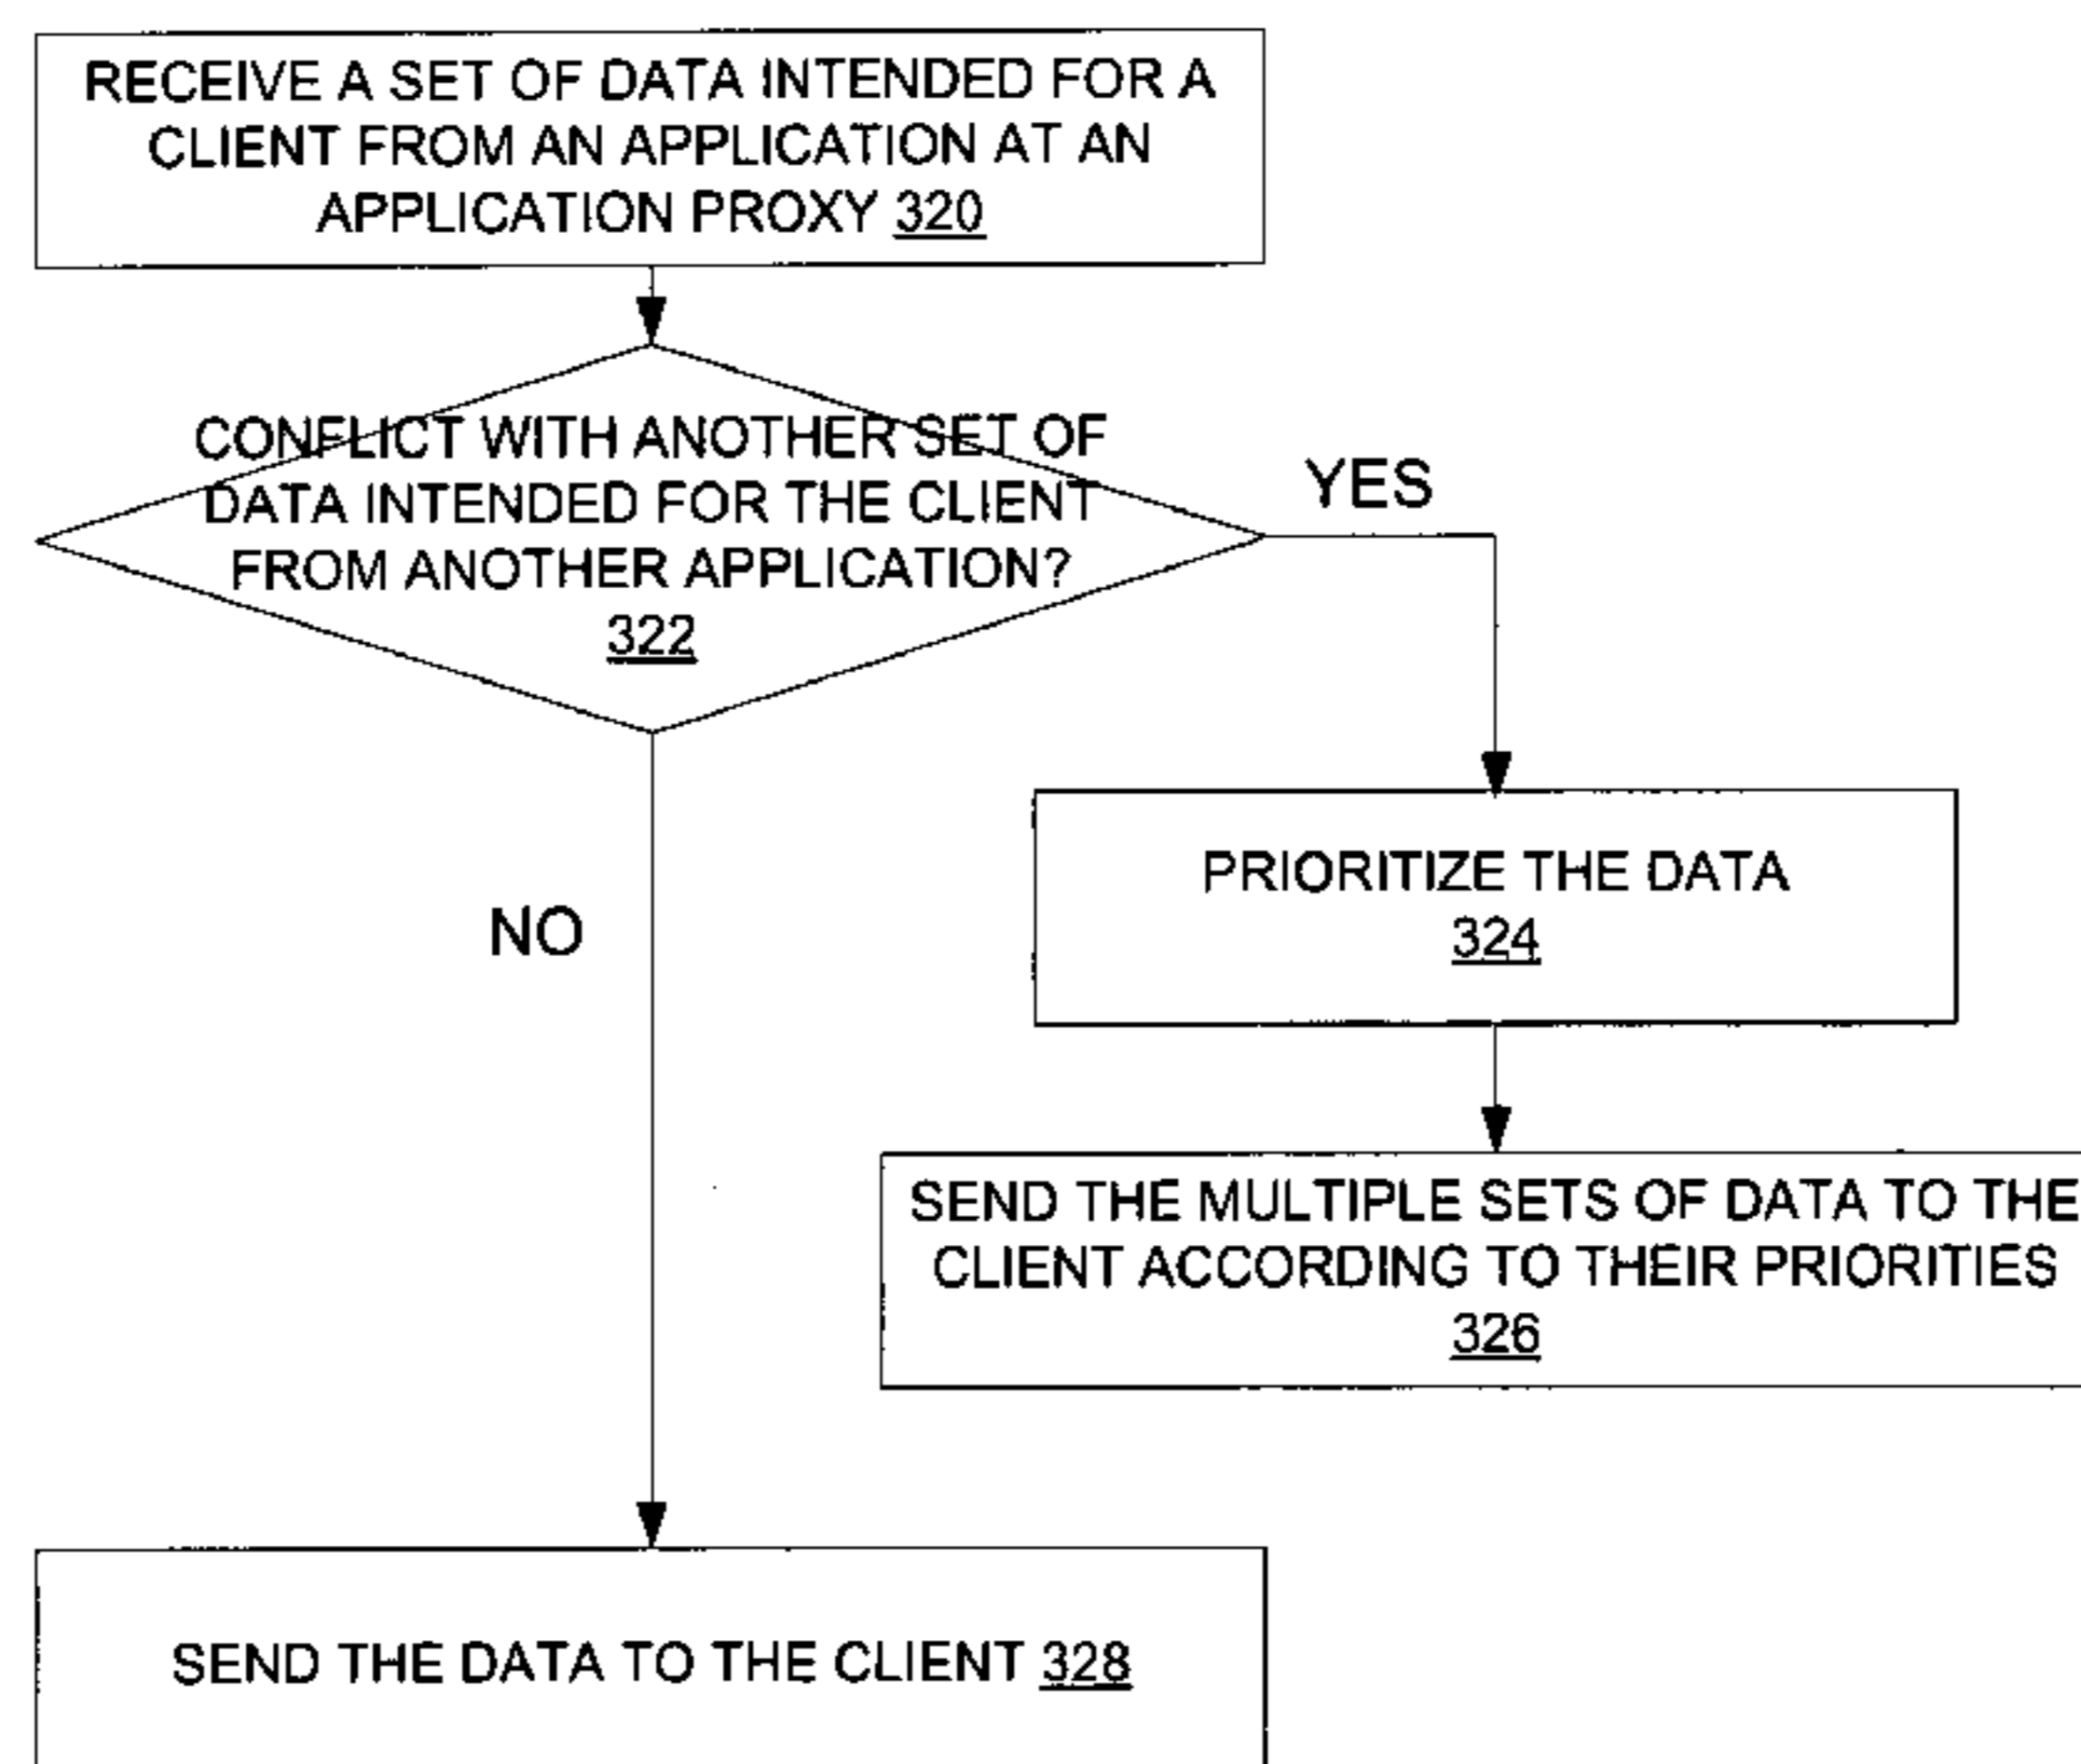 RECEIVE A SET OF DATA INTENDED FOR A
CLIENT FROM AN APPLICATION AT AN
APPLICATION PROXY 320
CONFLICT WITH ANOTHER SET OF
DATA INTENDED FOR THE CLIENT
FROM ANOTHER APPLICATION?
322
YES
NO
PRIORITIZE THE DATA
324
SEND THE MULTIPLE SETS OF DATA TO THE
CLIENT ACCORDING TO THEIR PRIORITIES
326
SEND THE DATA TO THE CLIENT 328